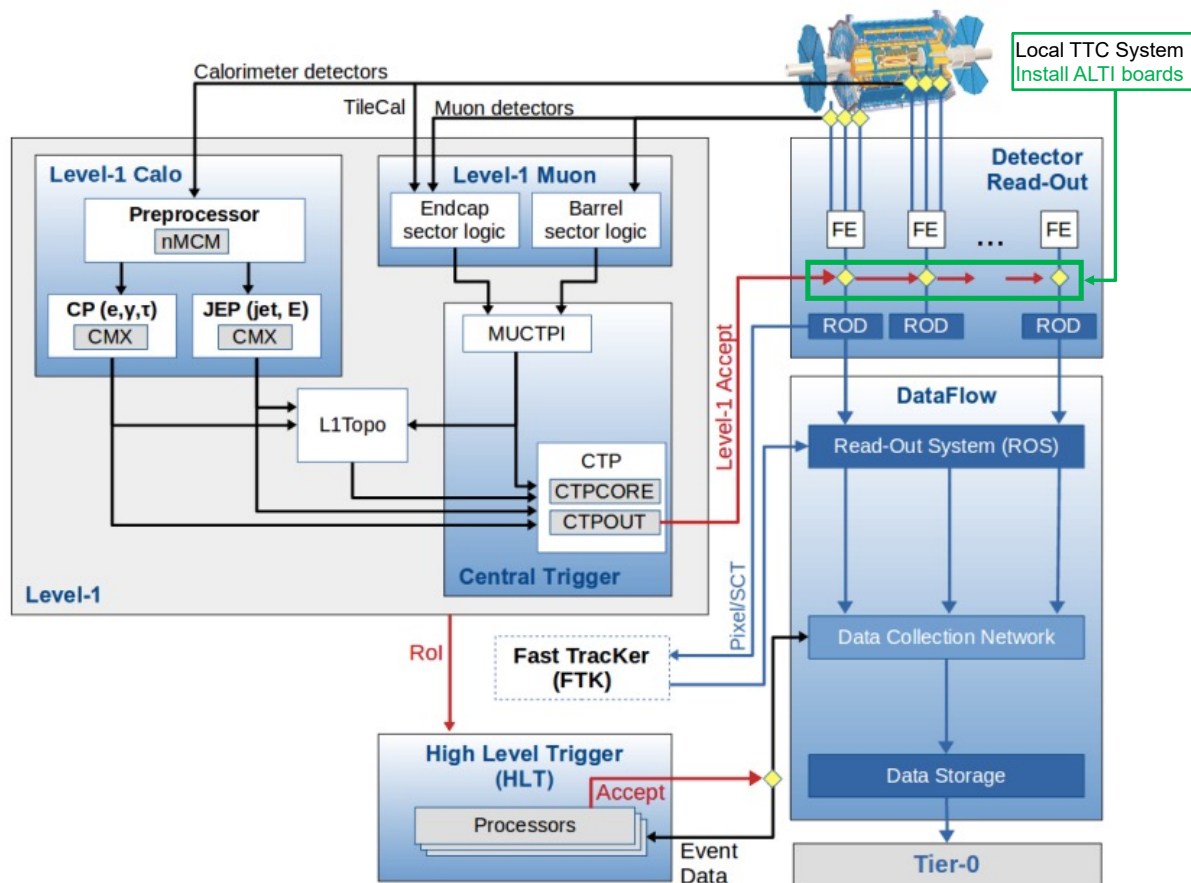 Local TTC System
Install ALTI boards
Calorimeter detectors
TileCal
Muon detectors
Level-1 Calo
Preprocessor
nMCM
CP (e,γ,τ)
CMX
JEP (jet, E)
CMX
Level-1 Muon
Endcap
sector logic
Barrel
sector logic
MUCTPI
L1Topo
CTP
CTPCORE
CTPOUT
Central Trigger
Level-1
Level-1 Accept
Detector
Read-Out
FE
FE
...
FE
ROD
ROD
ROD
DataFlow
Read-Out System (ROS)
Data Collection Network
Data Storage
Tier-0
Pixel/SCT
Fast TracKer
(FTK)
RoI
High Level Trigger
(HLT)
Accept
Processors
Event
Data